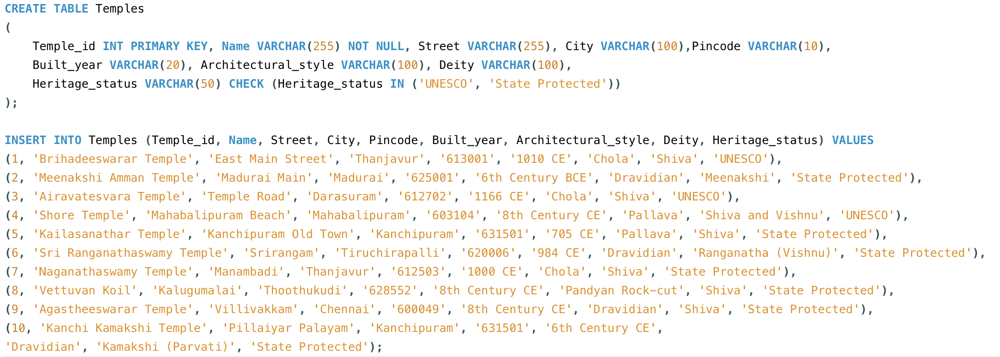 CREATE TABLE Temples
(
    Temple_id INT PRIMARY KEY, Name VARCHAR(255) NOT NULL, Street VARCHAR(255), City VARCHAR(100),Pincode VARCHAR(10),
    Built_year VARCHAR(20), Architectural_style VARCHAR(100), Deity VARCHAR(100),
    Heritage_status VARCHAR(50) CHECK (Heritage_status IN ('UNESCO', 'State Protected'))
);

INSERT INTO Temples (Temple_id, Name, Street, City, Pincode, Built_year, Architectural_style, Deity, Heritage_status) VALUES
(1, 'Brihadeeswarar Temple', 'East Main Street', 'Thanjavur', '613001', '1010 CE', 'Chola', 'Shiva', 'UNESCO'),
(2, 'Meenakshi Amman Temple', 'Madurai Main', 'Madurai', '625001', '6th Century BCE', 'Dravidian', 'Meenakshi', 'State Protected'),
(3, 'Airavatesvara Temple', 'Temple Road', 'Darasuram', '612702', '1166 CE', 'Chola', 'Shiva', 'UNESCO'),
(4, 'Shore Temple', 'Mahabalipuram Beach', 'Mahabalipuram', '603104', '8th Century CE', 'Pallava', 'Shiva and Vishnu', 'UNESCO'),
(5, 'Kailasanathar Temple', 'Kanchipuram Old Town', 'Kanchipuram', '631501', '705 CE', 'Pallava', 'Shiva', 'State Protected'),
(6, 'Sri Ranganathaswamy Temple', 'Srirangam', 'Tiruchirapalli', '620006', '984 CE', 'Dravidian', 'Ranganatha (Vishnu)', 'State Protected'),
(7, 'Naganathaswamy Temple', 'Manambadi', 'Thanjavur', '612503', '1000 CE', 'Chola', 'Shiva', 'State Protected'),
(8, 'Vettuvan Koil', 'Kalugumalai', 'Thoothukudi', '628552', '8th Century CE', 'Pandyan Rock-cut', 'Shiva', 'State Protected'),
(9, 'Agastheeswarar Temple', 'Villivakkam', 'Chennai', '600049', '8th Century CE', 'Dravidian', 'Shiva', 'State Protected'),
(10, 'Kanchi Kamakshi Temple', 'Pillaiyar Palayam', 'Kanchipuram', '631501', '6th Century CE',
'Dravidian', 'Kamakshi (Parvati)', 'State Protected');